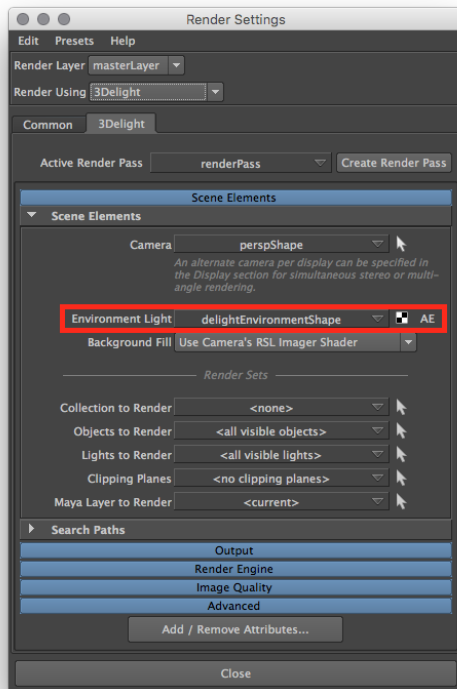 Render Settings
Edit Presets Help
Render Layer masterLayer
Render Using 3Delight
Common 3Delight
Active Render Pass renderPass Create Render Pass
Scene Elements
Scene Elements
Camera perspShape
An alternate camera per display can be specified in
the Display section for simultaneous stereo or multi-
angle rendering.
Environment Light delightEnvironmentShape AE
Background Fill Use Camera's RSL Imager Shader
Render Sets
Collection to Render <none>
Objects to Render <all visible objects>
Lights to Render <all visible lights>
Clipping Planes <no clipping planes>
Maya Layer to Render <current>
Search Paths
Output
Render Engine
Image Quality
Advanced
Add / Remove Attributes...
Close